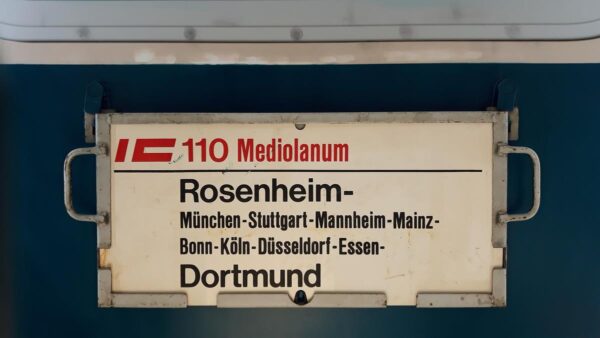 IC 110 Mediolanum
Rosenheim-
München-Stuttgart-Mannheim-Mainz-
Bonn-Köln-Düsseldorf-Essen-
Dortmund